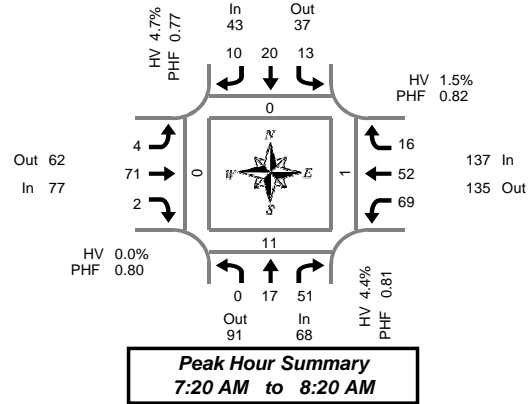 In Out
43 37
HV 4.7%
PHF 0.77
10 20 13
HV 1.5%
PHF 0.82
0
4
16
Out 62
71
0
N
W E
S
1
52
137 In
In 77
2
69
135 Out
HV 0.0%
PHF 0.80
11
HV 4.4%
PHF 0.81
0 17 51
Out In
91 68
Peak Hour Summary
7:20 AM to 8:20 AM